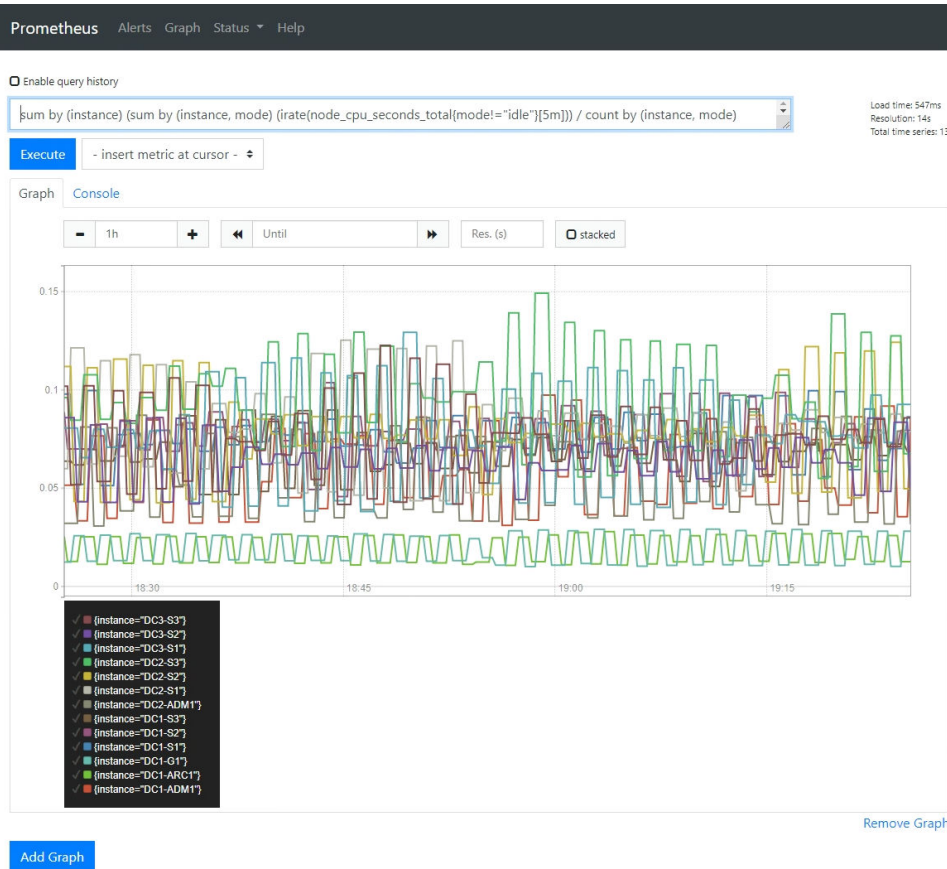 Prometheus Alerts Graph Status Help
Enable query history
sum by (instance) (sum by (instance, mode) (irate(node_cpu_seconds_total{mode!="idle"}[5m])) / count by (instance, mode)
Load time: 547ms
Resolution: 14s
Total time series: 13
Execute - insert metric at cursor -
Graph Console
1h Until Res. (s) stacked
0.15
0.1
0.05
0
18:30 18:45 19:00 19:15
{instance="DC3-S3"}
{instance="DC3-S2"}
{instance="DC3-S1"}
{instance="DC2-S3"}
{instance="DC2-S2"}
{instance="DC2-S1"}
{instance="DC2-ADM1"}
{instance="DC1-S3"}
{instance="DC1-S2"}
{instance="DC1-S1"}
{instance="DC1-G1"}
{instance="DC1-ARC1"}
{instance="DC1-ADM1"}
Remove Graph
Add Graph